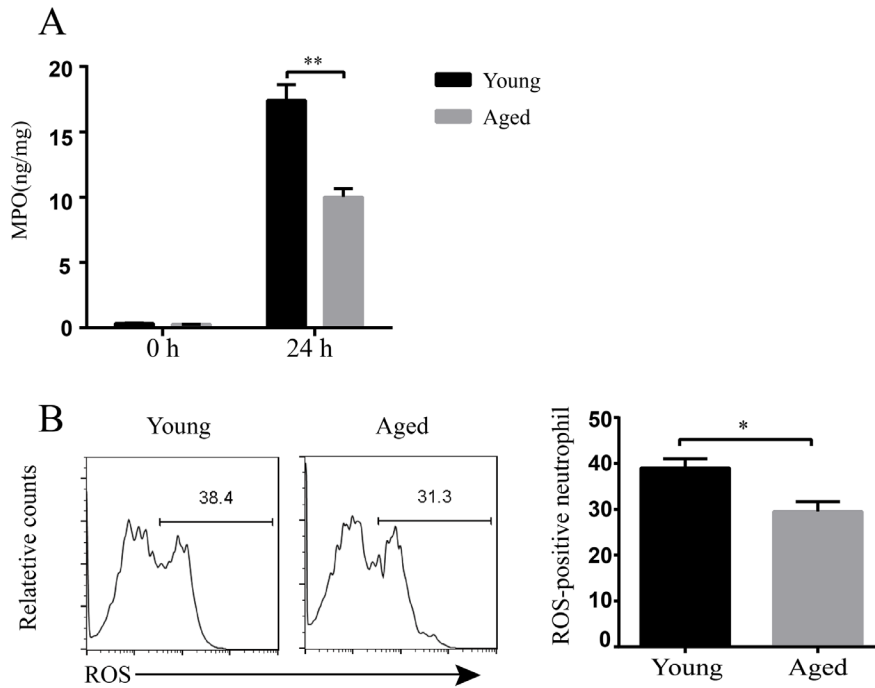 A
MPO(ng/mg)
20
15
10
5
0
0 h
24 h
**
Young
Aged
B
Relatetive counts
Young
38.4
Aged
31.3
ROS
ROS-positive neutrophil
50
40
30
20
10
0
*
Young
Aged